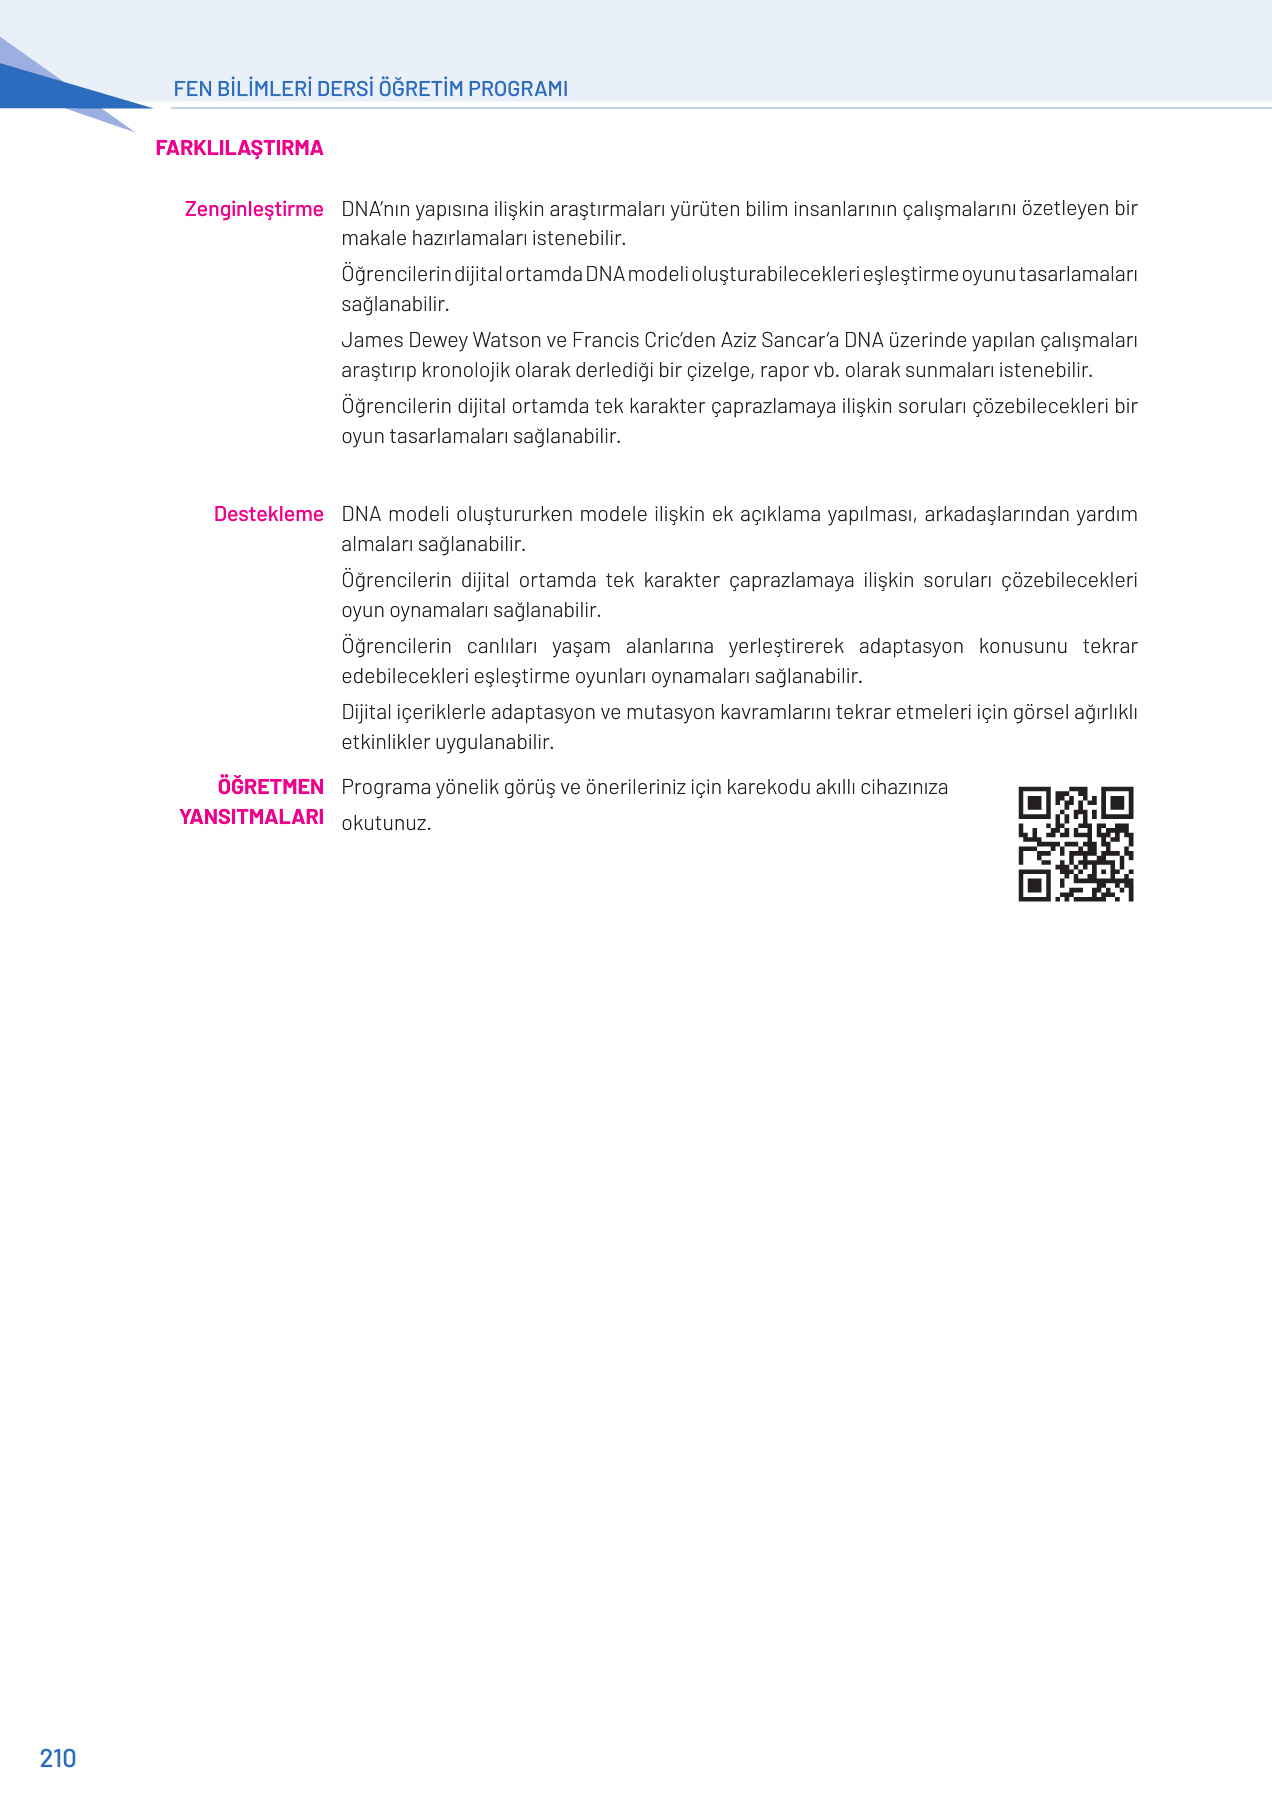 FEN BİLİMLERİ DERSİ ÖĞRETİM PROGRAMI
FARKLILAŞTIRMA
Zenginleştirme
DNA’nın yapısına ilişkin araştırmaları yürüten bilim insanlarının çalışmalarını özetleyen bir
makale hazırlamaları istenebilir.
Öğrencilerin dijital ortamda DNA modeli oluşturabilecekleri eşleştirme oyunu tasarlamaları
sağlanabilir.
James Dewey Watson ve Francis Cric’den Aziz Sancar’a DNA üzerinde yapılan çalışmaları
araştırıp kronolojik olarak derlediği bir çizelge, rapor vb. olarak sunmaları istenebilir.
Öğrencilerin dijital ortamda tek karakter çaprazlamaya ilişkin soruları çözebilecekleri bir
oyun tasarlamaları sağlanabilir.
Destekleme
DNA modeli oluştururken modele ilişkin ek açıklama yapılması, arkadaşlarından yardım
almaları sağlanabilir.
Öğrencilerin dijital ortamda tek karakter çaprazlamaya ilişkin soruları çözebilecekleri
oyun oynamaları sağlanabilir.
Öğrencilerin canlıları yaşam alanlarına yerleştirerek adaptasyon konusunu tekrar
edebilecekleri eşleştirme oyunları oynamaları sağlanabilir.
Dijital içeriklerle adaptasyon ve mutasyon kavramlarını tekrar etmeleri için görsel ağırlıklı
etkinlikler uygulanabilir.
ÖĞRETMEN
YANSITMALARI
Programa yönelik görüş ve önerileriniz için karekodu akıllı cihazınıza
okutunuz.
210